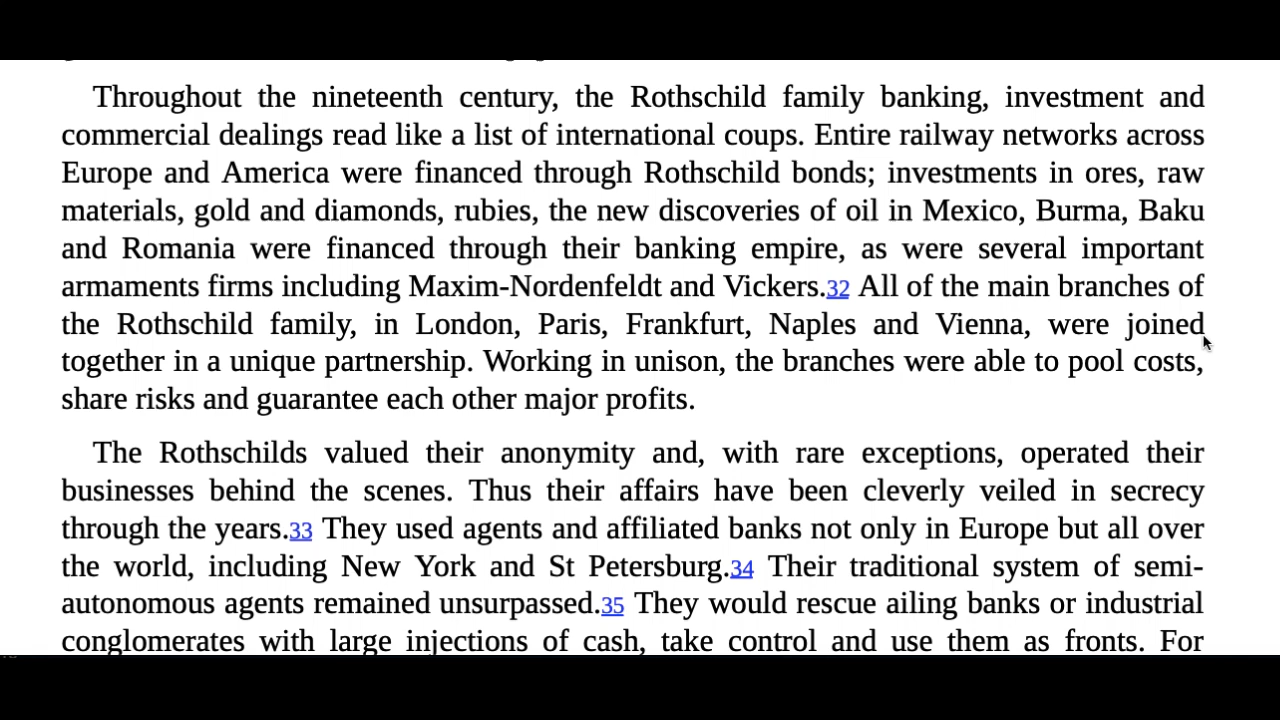 Throughout the nineteenth century, the Rothschild family banking, investment and
commercial dealings read like a list of international coups. Entire railway networks across
Europe and America were financed through Rothschild bonds; investments in ores, raw
materials, gold and diamonds, rubies, the new discoveries of oil in Mexico, Burma, Baku
and Romania were financed through their banking empire, as were several important
armaments firms including Maxim-Nordenfeldt and Vickers.32 All of the main branches of
the Rothschild family, in London, Paris, Frankfurt, Naples and Vienna, were joined
together in a unique partnership. Working in unison, the branches were able to pool costs,
share risks and guarantee each other major profits.
The Rothschilds valued their anonymity and, with rare exceptions, operated their
businesses behind the scenes. Thus their affairs have been cleverly veiled in secrecy
through the years.33 They used agents and affiliated banks not only in Europe but all over
the world, including New York and St Petersburg.34 Their traditional system of semi-
autonomous agents remained unsurpassed.35 They would rescue ailing banks or industrial
conglomerates with large injections of cash, take control and use them as fronts. For